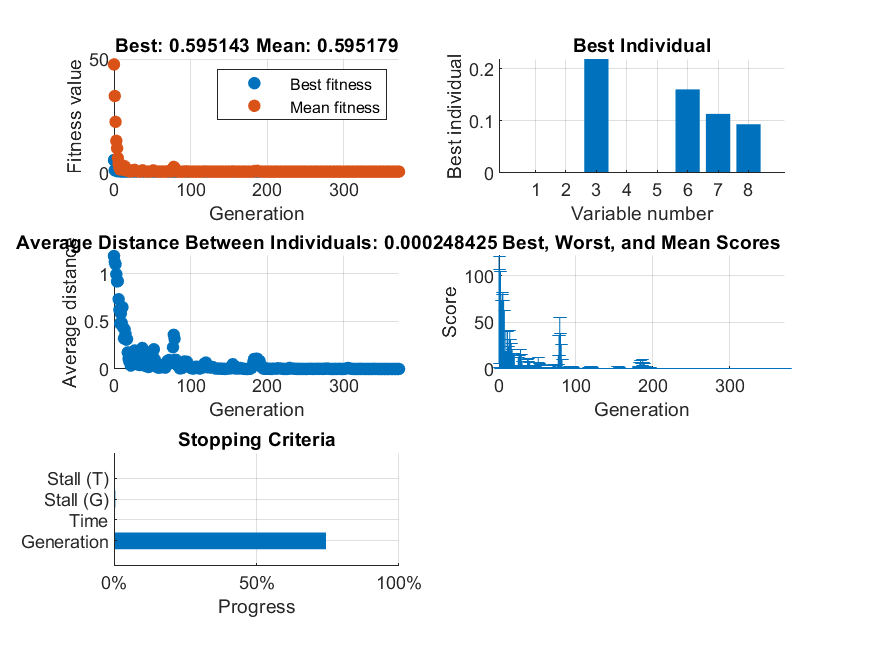 Best: 0.595143 Mean: 0.595179
Fitness value
50
0
Best fitness
Mean fitness
0 100 200 300
Generation
Best Individual
Best individual
0.2
0.1
0
1 2 3 4 5 6 7 8
Variable number
Average Distance Between Individuals: 0.000248425
Average distance
1
0.5
0
0 100 200 300
Generation
Best, Worst, and Mean Scores
Score
100
50
0
0 100 200 300
Generation
Stopping Criteria
Stall (T)
Stall (G)
Time
Generation
0% 50% 100%
Progress